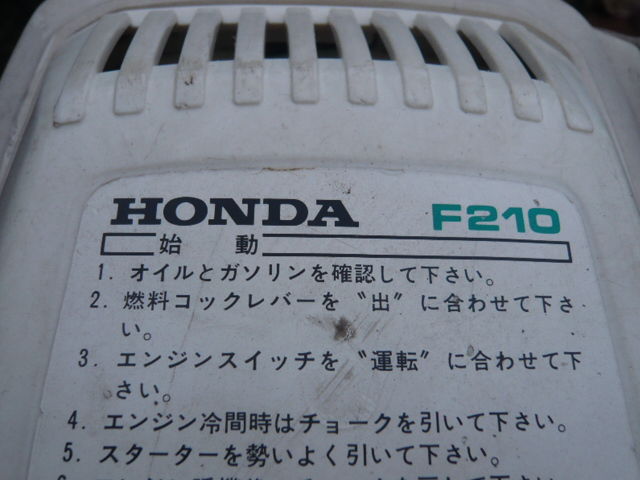 HONDA F210
始動
1. オイルとガソリンを確認して下さい。
2. 燃料コックレバーを〝出〟に合わせて下さ
い。
3. エンジンスイッチを〝運転〟に合わせて下
さい。
4. エンジン冷間時はチョークを引いて下さい。
5. スターターを勢いよく引いて下さい。